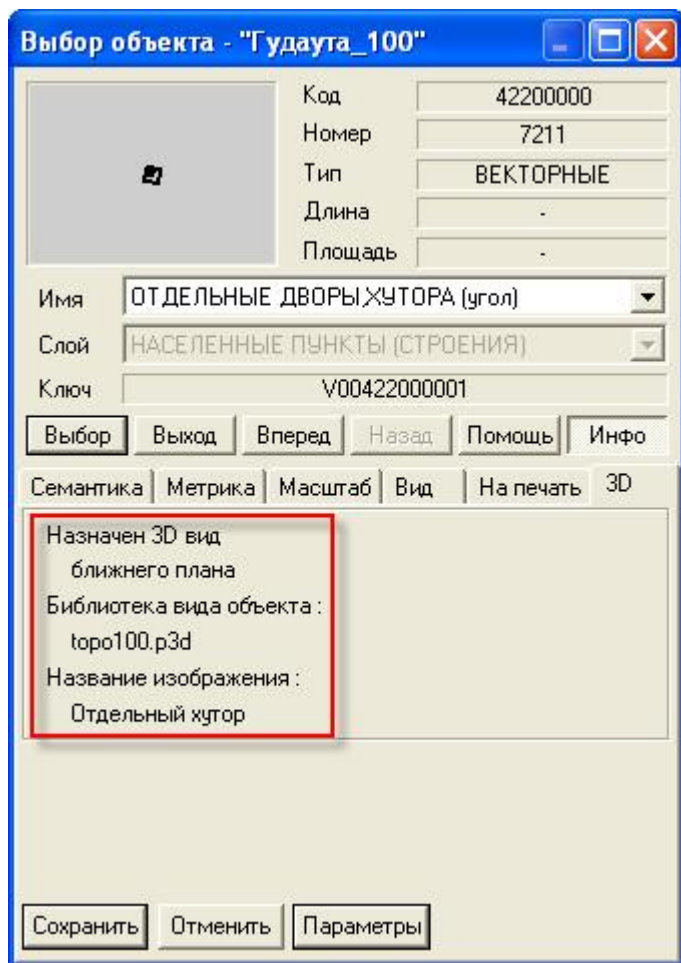 Выбор объекта - "Гудаута_100"
Код 42200000
Номер 7211
Тип ВЕКТОРНЫЕ
Длина -
Площадь -
Имя ОТДЕЛЬНЫЕ ДВОРЫ,ХУТОРА (угол)
Слой НАСЕЛЕННЫЕ ПУНКТЫ (СТРОЕНИЯ)
Ключ V00422000001
Выбор Выход Вперед Назад Помощь Инфо
Семантика Метрика Масштаб Вид На печать 3D
Назначен 3D вид
ближнего плана
Библиотека вида объекта :
topo100.p3d
Название изображения :
Отдельный хутор
Сохранить Отменить Параметры